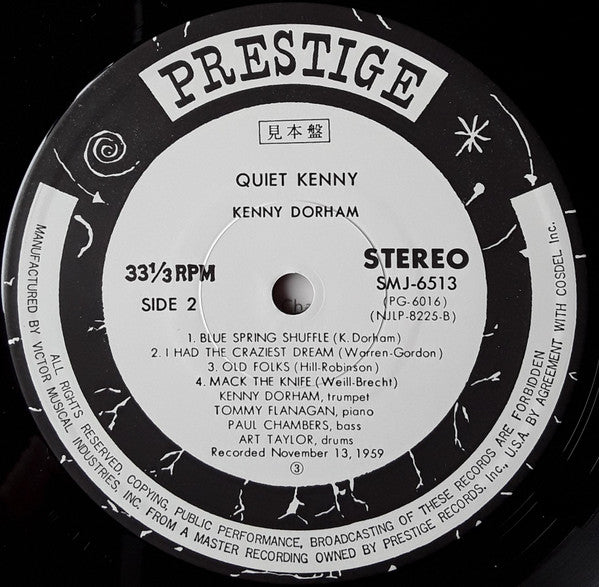 PRESTIGE
見本盤
QUIET KENNY
KENNY DORHAM
33⅓ RPM
SIDE 2
STEREO
SMJ-6513
(PG-6016)
(NJLP-8225-B)
1. BLUE SPRING SHUFFLE (K. Dorham)
2. I HAD THE CRAZIEST DREAM (Warren-Gordon)
3. OLD FOLKS (Hill-Robinson)
4. MACK THE KNIFE (Weill-Brecht)
KENNY DORHAM, trumpet
TOMMY FLANAGAN, piano
PAUL CHAMBERS, bass
ART TAYLOR, drums
Recorded November 13, 1959
③
ALL RIGHTS RESERVED, COPYING, PUBLIC PERFORMANCE, BROADCASTING OF THESE RECORDS ARE FORBIDDEN
MANUFACTURED BY VICTOR MUSICAL INDUSTRIES, INC. FROM A MASTER RECORDING OWNED BY PRESTIGE RECORDS, Inc., U.S.A. BY AGREEMENT WITH COSDEL Inc.